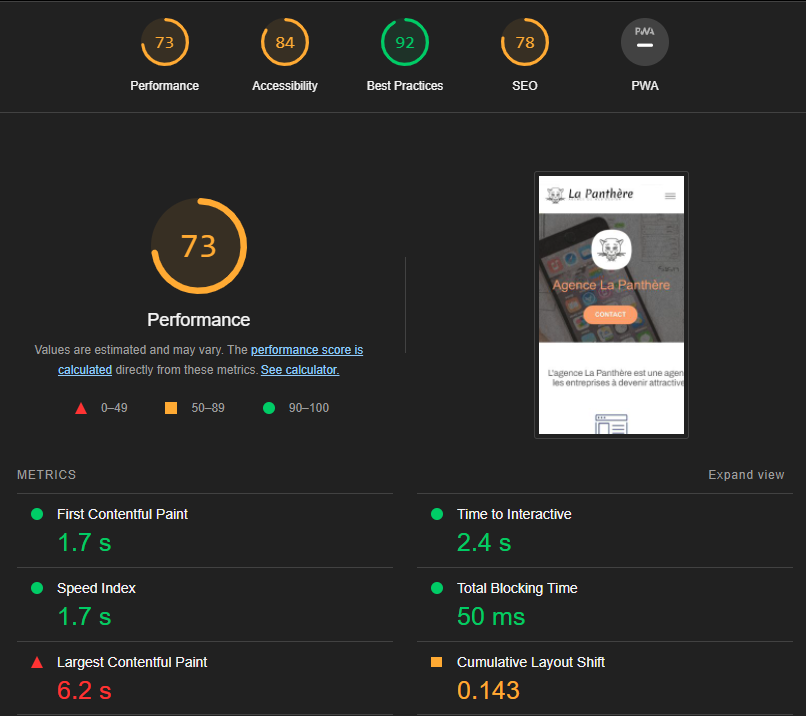 73
84
92
78
PWA
Performance
Accessibility
Best Practices
SEO
PWA
73
Performance
Values are estimated and may vary. The performance score is
calculated directly from these metrics. See calculator.
0–49
50–89
90–100
La Panthère
Agence La Panthère
CONTACT
L'agence La Panthère est une agen
les entreprises à devenir attractive
METRICS
Expand view
First Contentful Paint
1.7 s
Time to Interactive
2.4 s
Speed Index
1.7 s
Total Blocking Time
50 ms
Largest Contentful Paint
6.2 s
Cumulative Layout Shift
0.143